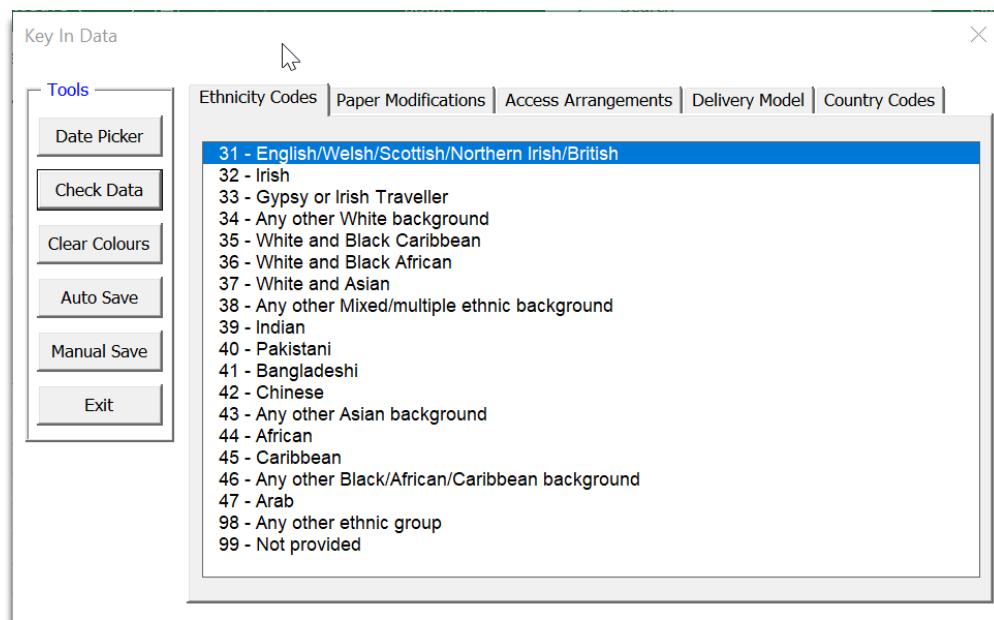 Key In Data
Tools
Date Picker
Check Data
Clear Colours
Auto Save
Manual Save
Exit
Ethnicity Codes Paper Modifications Access Arrangements Delivery Model Country Codes
31 - English/Welsh/Scottish/Northern Irish/British
32 - Irish
33 - Gypsy or Irish Traveller
34 - Any other White background
35 - White and Black Caribbean
36 - White and Black African
37 - White and Asian
38 - Any other Mixed/multiple ethnic background
39 - Indian
40 - Pakistani
41 - Bangladeshi
42 - Chinese
43 - Any other Asian background
44 - African
45 - Caribbean
46 - Any other Black/African/Caribbean background
47 - Arab
98 - Any other ethnic group
99 - Not provided